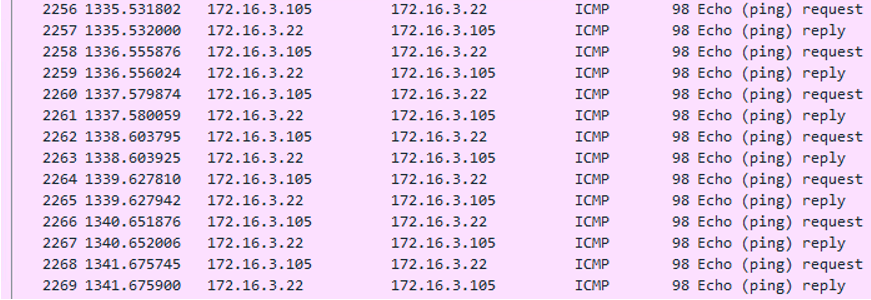 2256 1335.531802 172.16.3.105 172.16.3.22 ICMP 98 Echo (ping) request
2257 1335.532000 172.16.3.22 172.16.3.105 ICMP 98 Echo (ping) reply
2258 1336.555876 172.16.3.105 172.16.3.22 ICMP 98 Echo (ping) request
2259 1336.556024 172.16.3.22 172.16.3.105 ICMP 98 Echo (ping) reply
2260 1337.579874 172.16.3.105 172.16.3.22 ICMP 98 Echo (ping) request
2261 1337.580059 172.16.3.22 172.16.3.105 ICMP 98 Echo (ping) reply
2262 1338.603795 172.16.3.105 172.16.3.22 ICMP 98 Echo (ping) request
2263 1338.603925 172.16.3.22 172.16.3.105 ICMP 98 Echo (ping) reply
2264 1339.627810 172.16.3.105 172.16.3.22 ICMP 98 Echo (ping) request
2265 1339.627942 172.16.3.22 172.16.3.105 ICMP 98 Echo (ping) reply
2266 1340.651876 172.16.3.105 172.16.3.22 ICMP 98 Echo (ping) request
2267 1340.652006 172.16.3.22 172.16.3.105 ICMP 98 Echo (ping) reply
2268 1341.675745 172.16.3.105 172.16.3.22 ICMP 98 Echo (ping) request
2269 1341.675900 172.16.3.22 172.16.3.105 ICMP 98 Echo (ping) reply